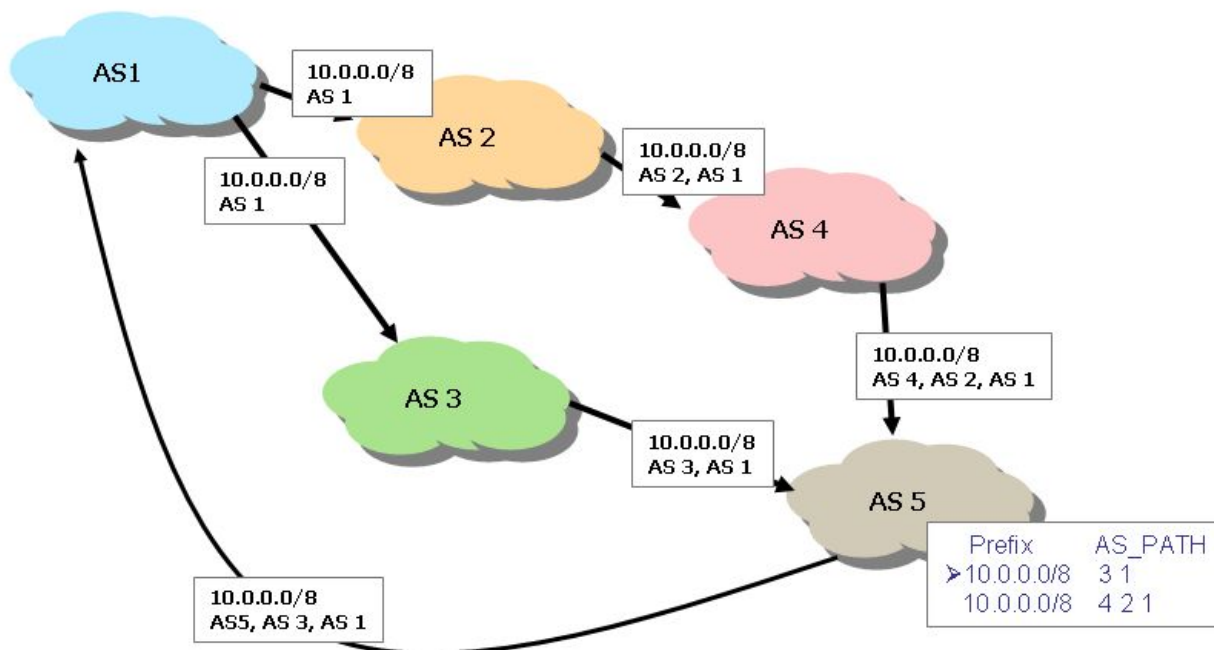 AS1
10.0.0.0/8
AS 1
AS 2
10.0.0.0/8
AS 2, AS 1
10.0.0.0/8
AS 1
AS 4
10.0.0.0/8
AS 4, AS 2, AS 1
AS 3
10.0.0.0/8
AS 3, AS 1
AS 5
Prefix AS_PATH
➢10.0.0.0/8 3 1
10.0.0.0/8 4 2 1
10.0.0.0/8
AS5, AS 3, AS 1